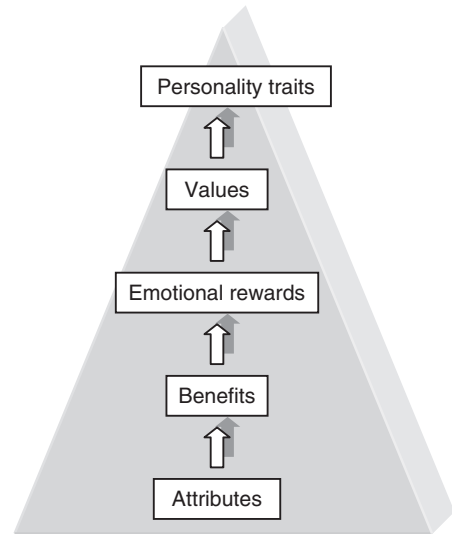 Personality traits
Values
Emotional rewards
Benefits
Attributes